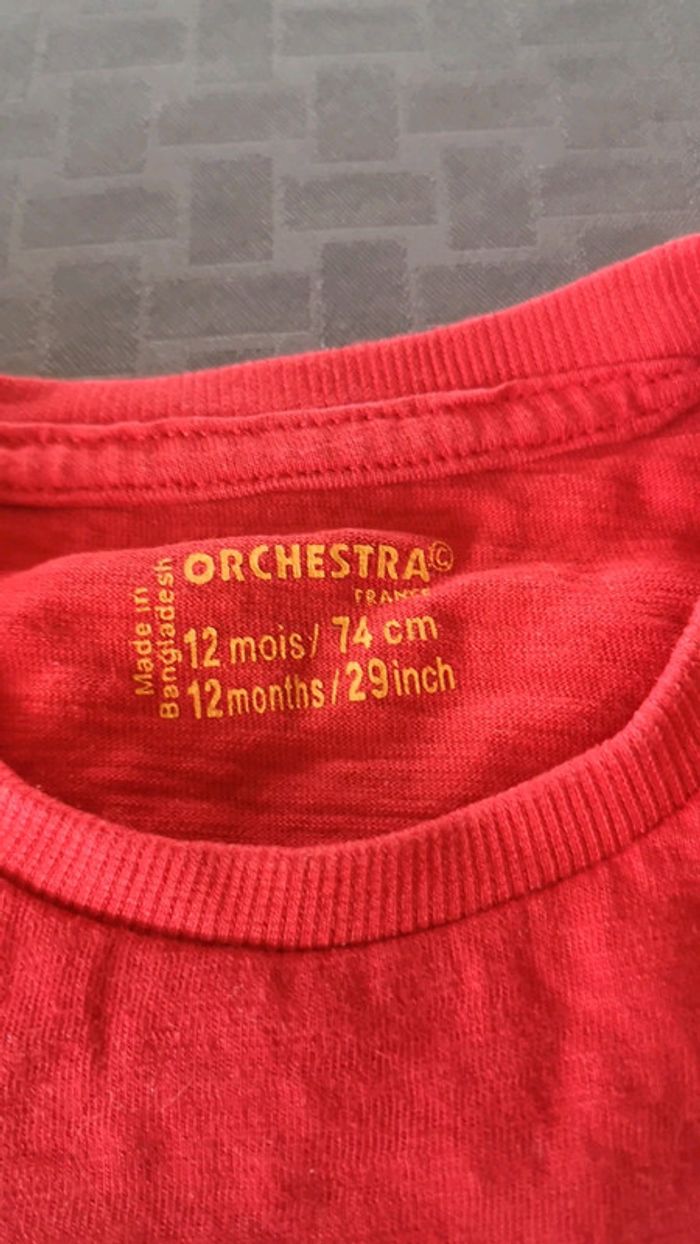 ORCHESTRA©
FRANCE
12 mois/ 74 cm
12months/29inch
Made in
Bangladesh